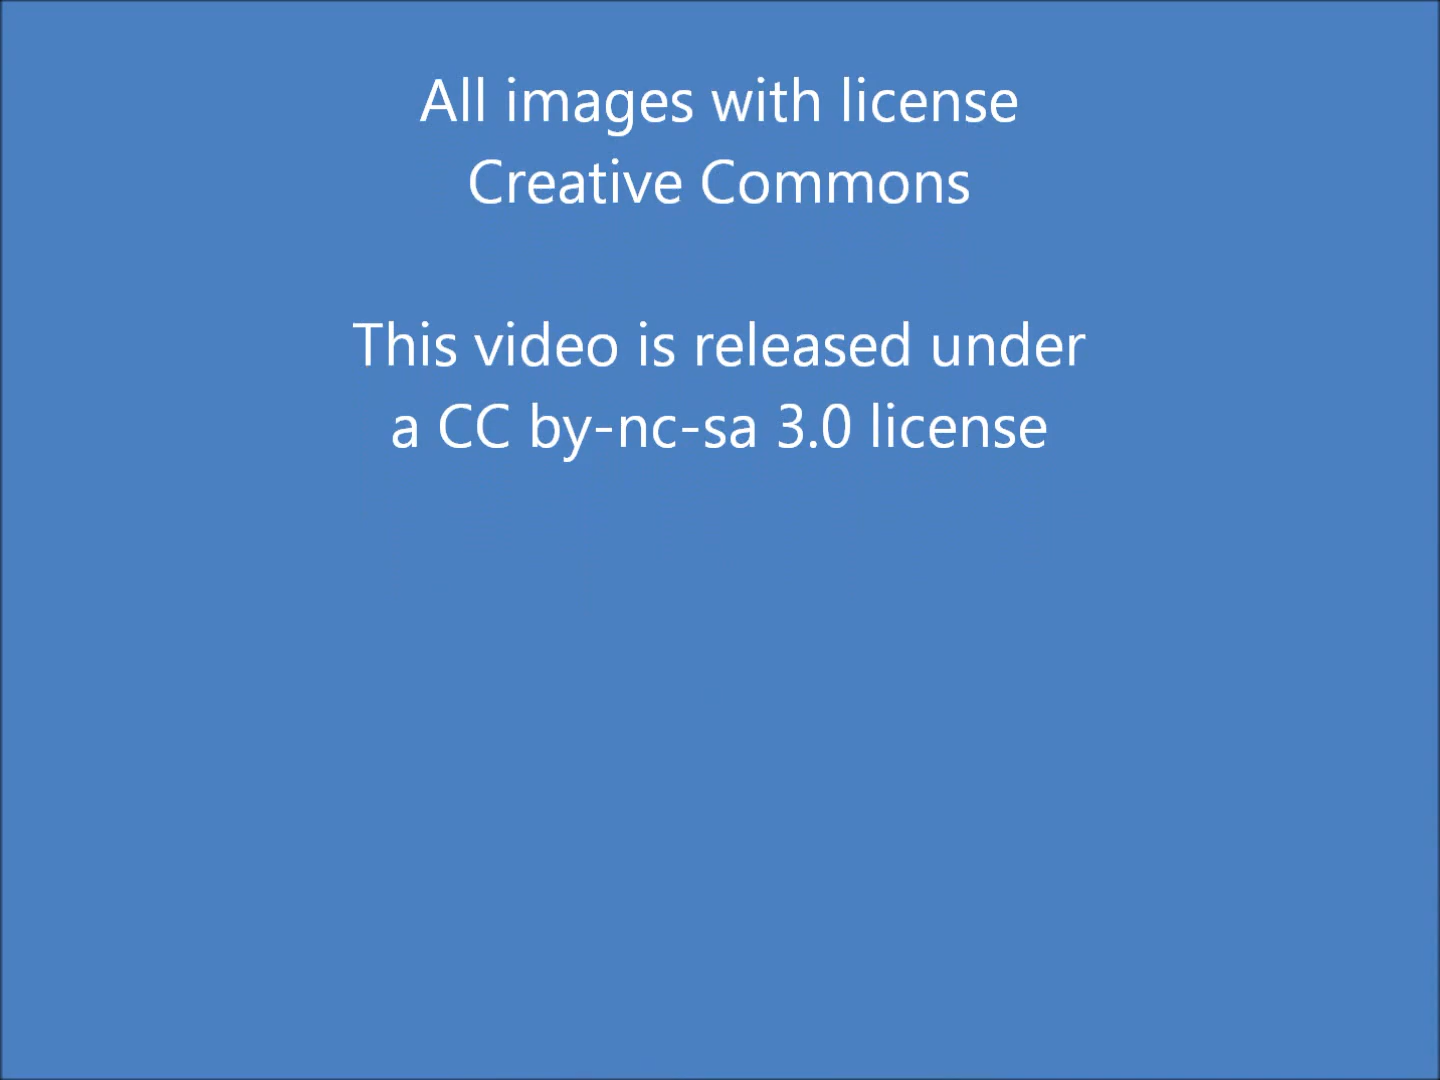 All images with license
Creative Commons
This video is released under
a CC by-nc-sa 3.0 license